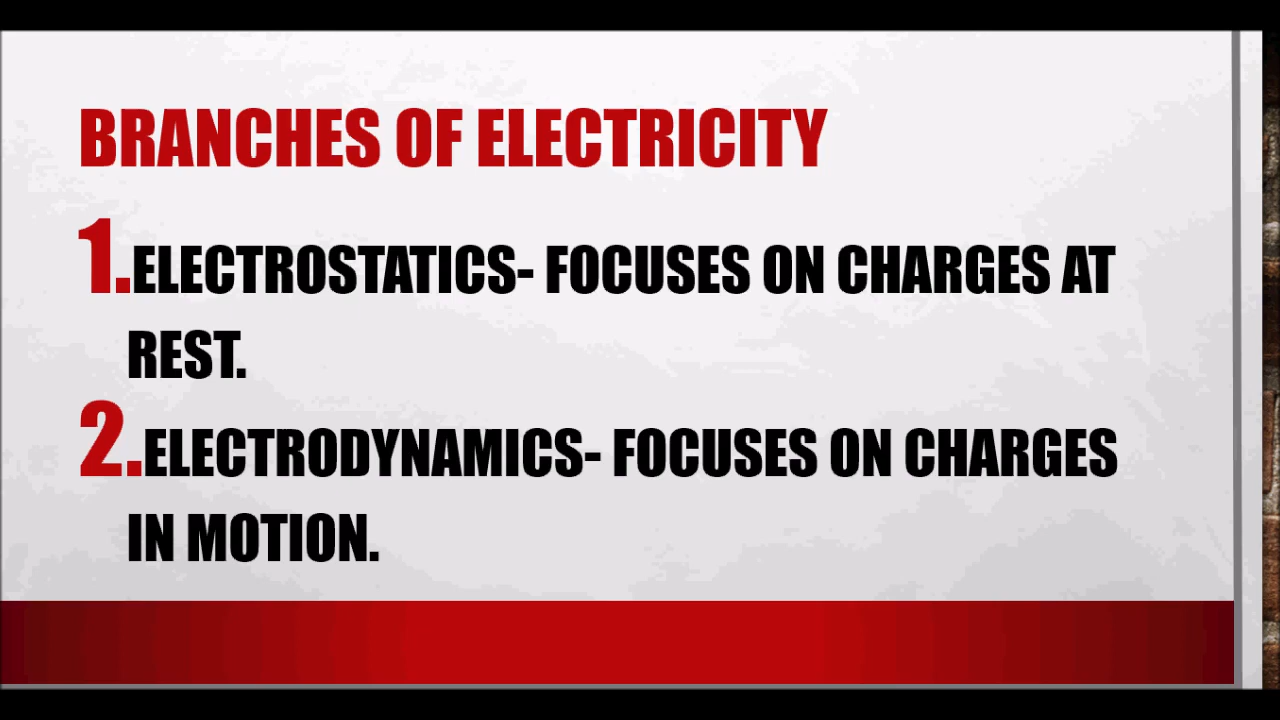 BRANCHES OF ELECTRICITY
1.ELECTROSTATICS- FOCUSES ON CHARGES AT
REST.
2.ELECTRODYNAMICS- FOCUSES ON CHARGES
IN MOTION.